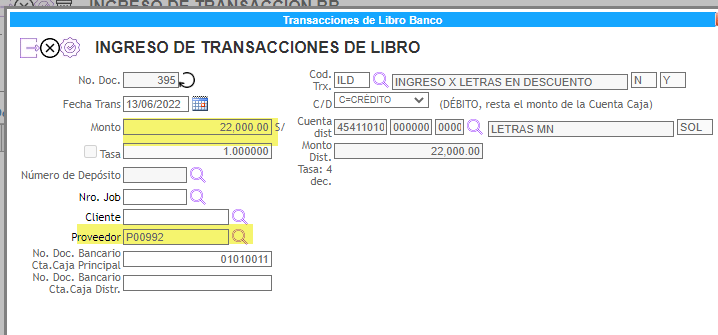 INGRESO DE TRANSACCION BR
Transacciones de Libro Banco
INGRESO DE TRANSACCIONES DE LIBRO
No. Doc. 395
Cod. Trx. ILD INGRESO X LETRAS EN DESCUENTO N Y
Fecha Trans 13/06/2022
C/D C=CRÉDITO (DÉBITO, resta el monto de la Cuenta Caja)
Monto 22,000.00 S/
Cuenta dist 45411010 000000 0000 LETRAS MN SOL
Tasa 1.000000
Monto Dist. 22,000.00
Tasa: 4 dec.
Número de Depósito
Nro. Job
Cliente
Proveedor P00992
No. Doc. Bancario
Cta.Caja Principal 01010011
No. Doc. Bancario
Cta.Caja Distr.